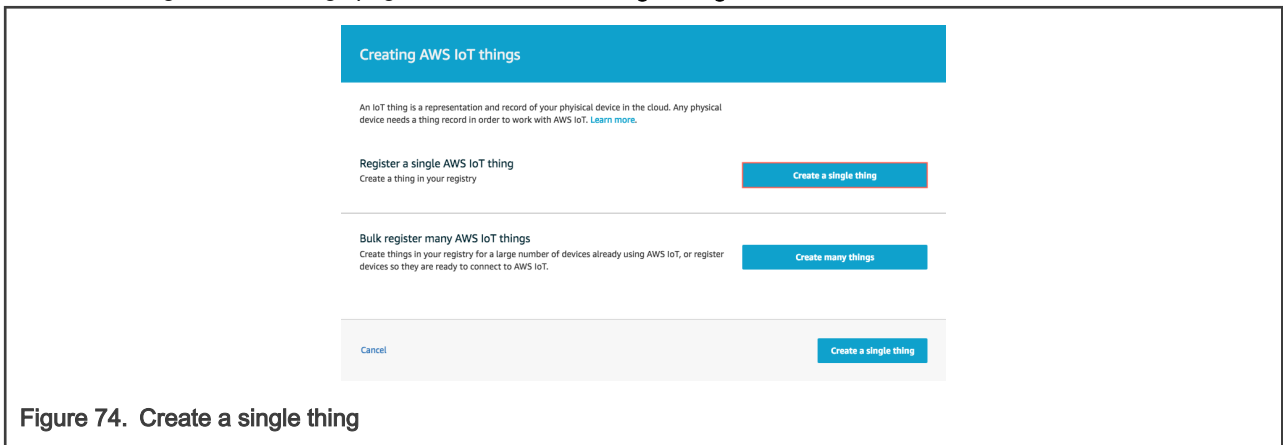 Creating AWS IoT things
An IoT thing is a representation and record of your phyisical device in the cloud. Any physical
device needs a thing record in order to work with AWS IoT. Learn more.
Register a single AWS IoT thing
Create a thing in your registry
Create a single thing
Bulk register many AWS IoT things
Create things in your registry for a large number of devices already using AWS IoT, or register
devices so they are ready to connect to AWS IoT.
Create many things
Cancel
Create a single thing
Figure 74. Create a single thing